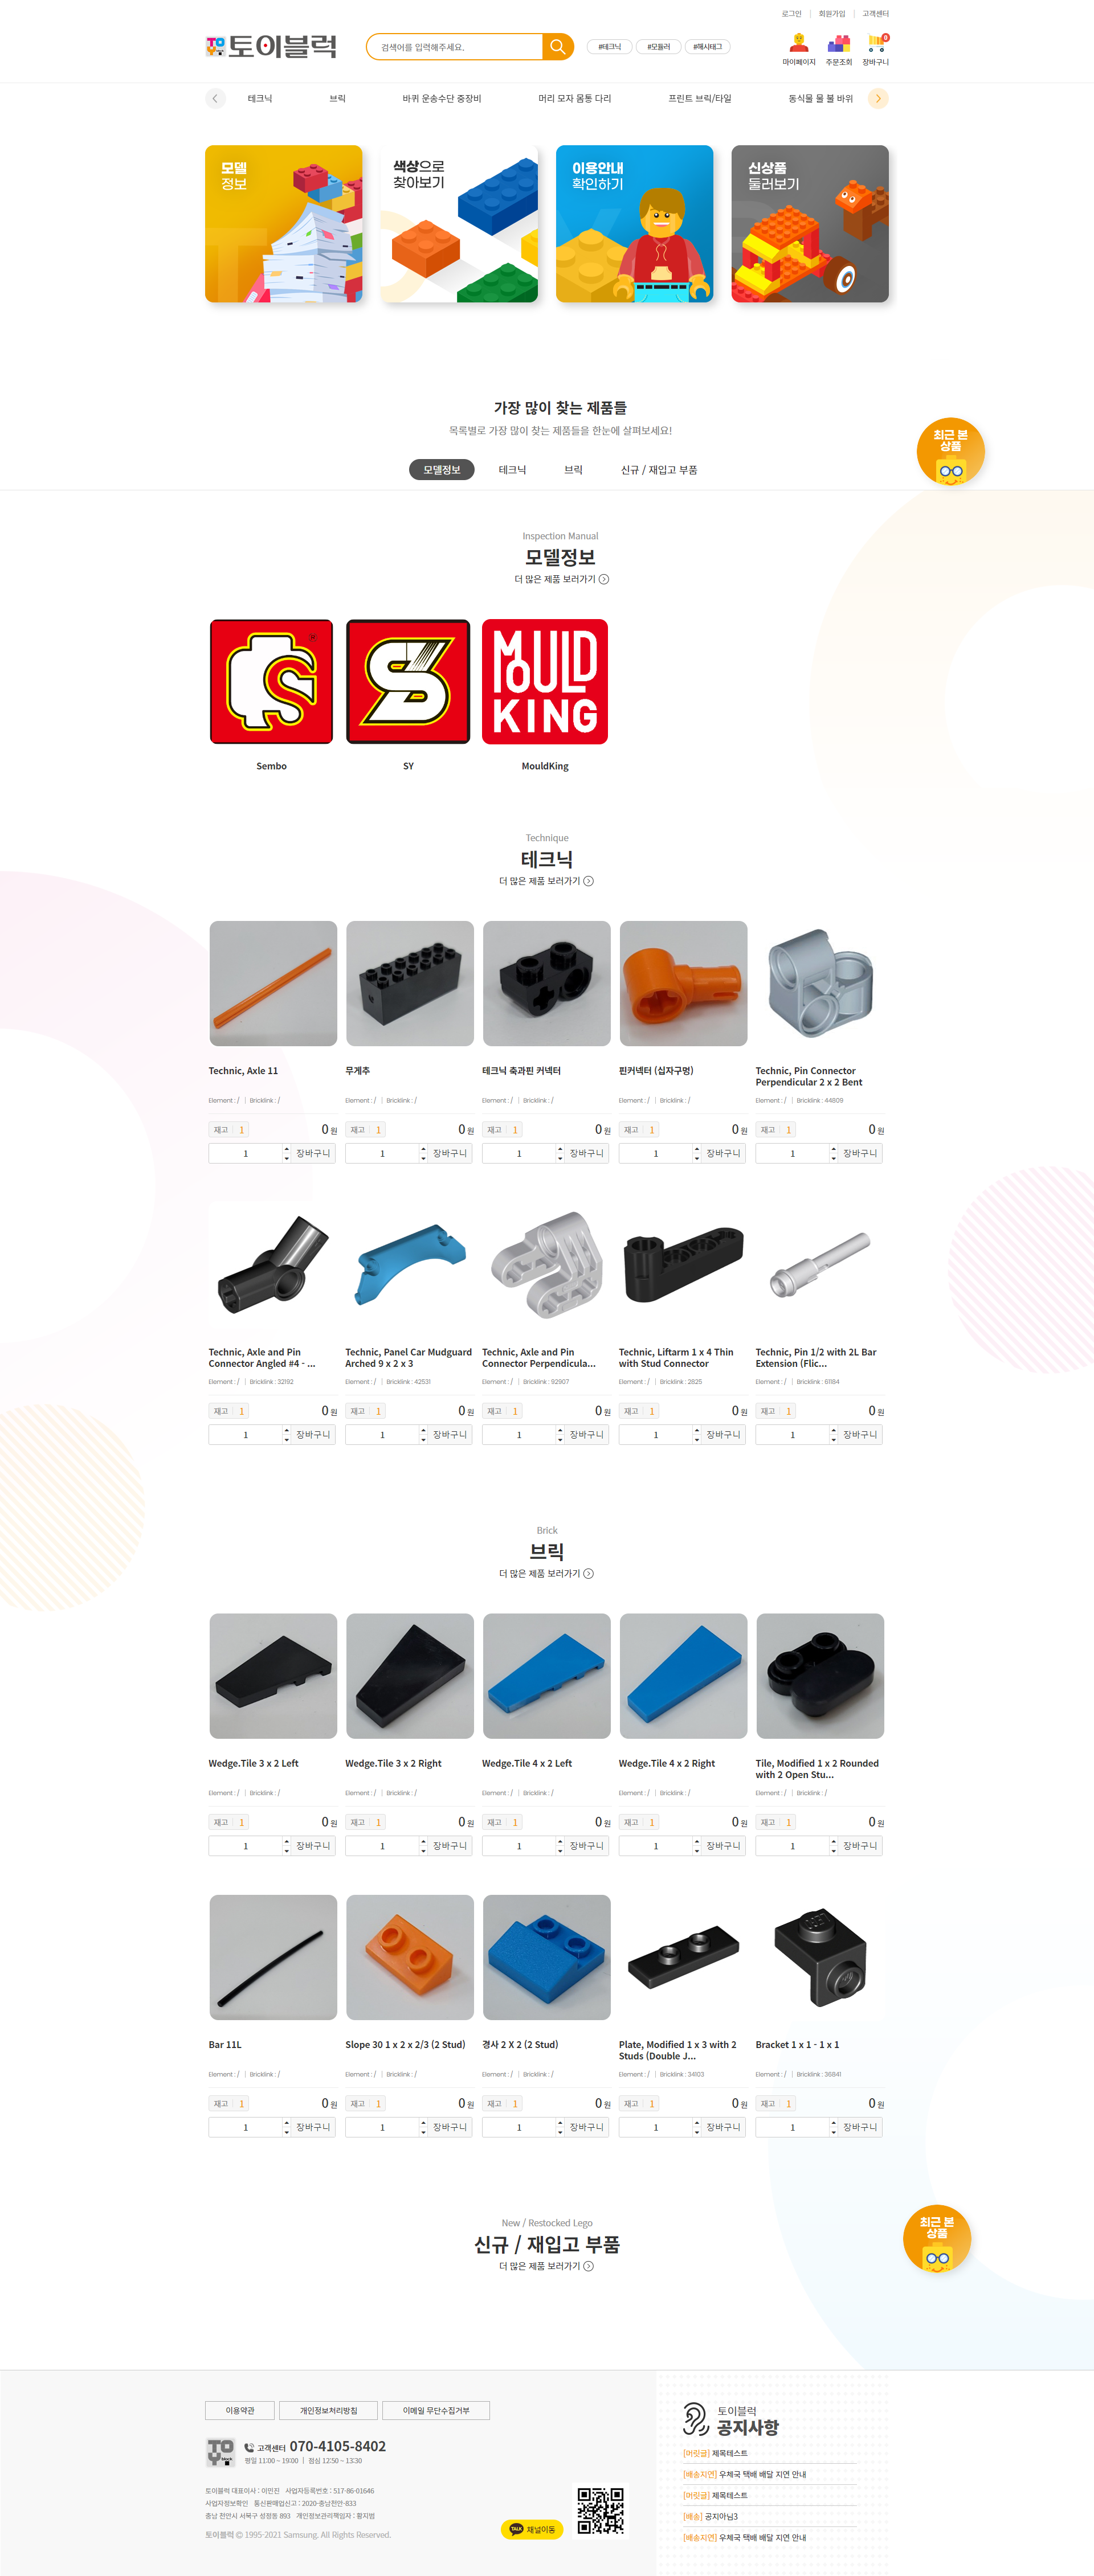 로그인 | 회원가입 | 고객센터
토이블럭
검색어를 입력해주세요.
#테크닉 #모듈러 #해시태그
0
마이페이지 주문조회 장바구니
테크닉 브릭 바퀴 운송수단 중장비 머리 모자 몸통 다리 프린트 브릭/타일 동식물 물 불 바위
모델
정보
색상으로
찾아보기
이용안내
확인하기
신상품
둘러보기
가장 많이 찾는 제품들
목록별로 가장 많이 찾는 제품들을 한눈에 살펴보세요!
최근 본
상품
모델정보 테크닉 브릭 신규 / 재입고 부품
Inspection Manual
모델정보
더 많은 제품 보러가기
MOULD
KING
Sembo SY MouldKing
Technique
테크닉
더 많은 제품 보러가기
Technic, Axle 11
무게추
테크닉 축과핀 커넥터
핀커넥터 (십자구멍)
Technic, Pin Connector
Perpendicular 2 x 2 Bent
Element : / | Bricklink : /
Element : / | Bricklink : /
Element : / | Bricklink : /
Element : / | Bricklink : /
Element : / | Bricklink : 44809
재고 1 0 원
재고 1 0 원
재고 1 0 원
재고 1 0 원
재고 1 0 원
1 장바구니
1 장바구니
1 장바구니
1 장바구니
1 장바구니
Technic, Axle and Pin
Connector Angled #4 - ...
Technic, Panel Car Mudguard
Arched 9 x 2 x 3
Technic, Axle and Pin
Connector Perpendicula...
Technic, Liftarm 1 x 4 Thin
with Stud Connector
Technic, Pin 1/2 with 2L Bar
Extension (Flic...
Element : / | Bricklink : 32192
Element : / | Bricklink : 42531
Element : / | Bricklink : 92907
Element : / | Bricklink : 2825
Element : / | Bricklink : 61184
재고 1 0 원
재고 1 0 원
재고 1 0 원
재고 1 0 원
재고 1 0 원
1 장바구니
1 장바구니
1 장바구니
1 장바구니
1 장바구니
Brick
브릭
더 많은 제품 보러가기
Wedge.Tile 3 x 2 Left
Wedge.Tile 3 x 2 Right
Wedge.Tile 4 x 2 Left
Wedge.Tile 4 x 2 Right
Tile, Modified 1 x 2 Rounded
with 2 Open Stu...
Element : / | Bricklink : /
Element : / | Bricklink : /
Element : / | Bricklink : /
Element : / | Bricklink : /
Element : / | Bricklink : /
재고 1 0 원
재고 1 0 원
재고 1 0 원
재고 1 0 원
재고 1 0 원
1 장바구니
1 장바구니
1 장바구니
1 장바구니
1 장바구니
Bar 11L
Slope 30 1 x 2 x 2/3 (2 Stud)
경사 2 X 2 (2 Stud)
Plate, Modified 1 x 3 with 2
Studs (Double J...
Bracket 1 x 1 - 1 x 1
Element : / | Bricklink : /
Element : / | Bricklink : /
Element : / | Bricklink : /
Element : / | Bricklink : 34103
Element : / | Bricklink : 36841
재고 1 0 원
재고 1 0 원
재고 1 0 원
재고 1 0 원
재고 1 0 원
1 장바구니
1 장바구니
1 장바구니
1 장바구니
1 장바구니
New / Restocked Lego
신규 / 재입고 부품
더 많은 제품 보러가기
최근 본
상품
이용약관 개인정보처리방침 이메일 무단수집거부
TOY
block
고객센터 070-4105-8402
평일 11:00 ~ 19:00 | 점심 12:50 ~ 13:30
토이블럭 대표이사 : 이민진 사업자등록번호 : 517-86-01646
사업자정보확인 통신판매업신고 : 2020-충남천안-833
충남 천안시 서북구 성정동 893 개인정보관리책임자 : 황지범
토이블럭 © 1995-2021 Samsung. All Rights Reserved.
TALK 채널이동
토이블럭
공지사항
[머릿글] 제목테스트
[배송지연] 우체국 택배 배달 지연 안내
[머릿글] 제목테스트
[배송] 공지아님3
[배송지연] 우체국 택배 배달 지연 안내